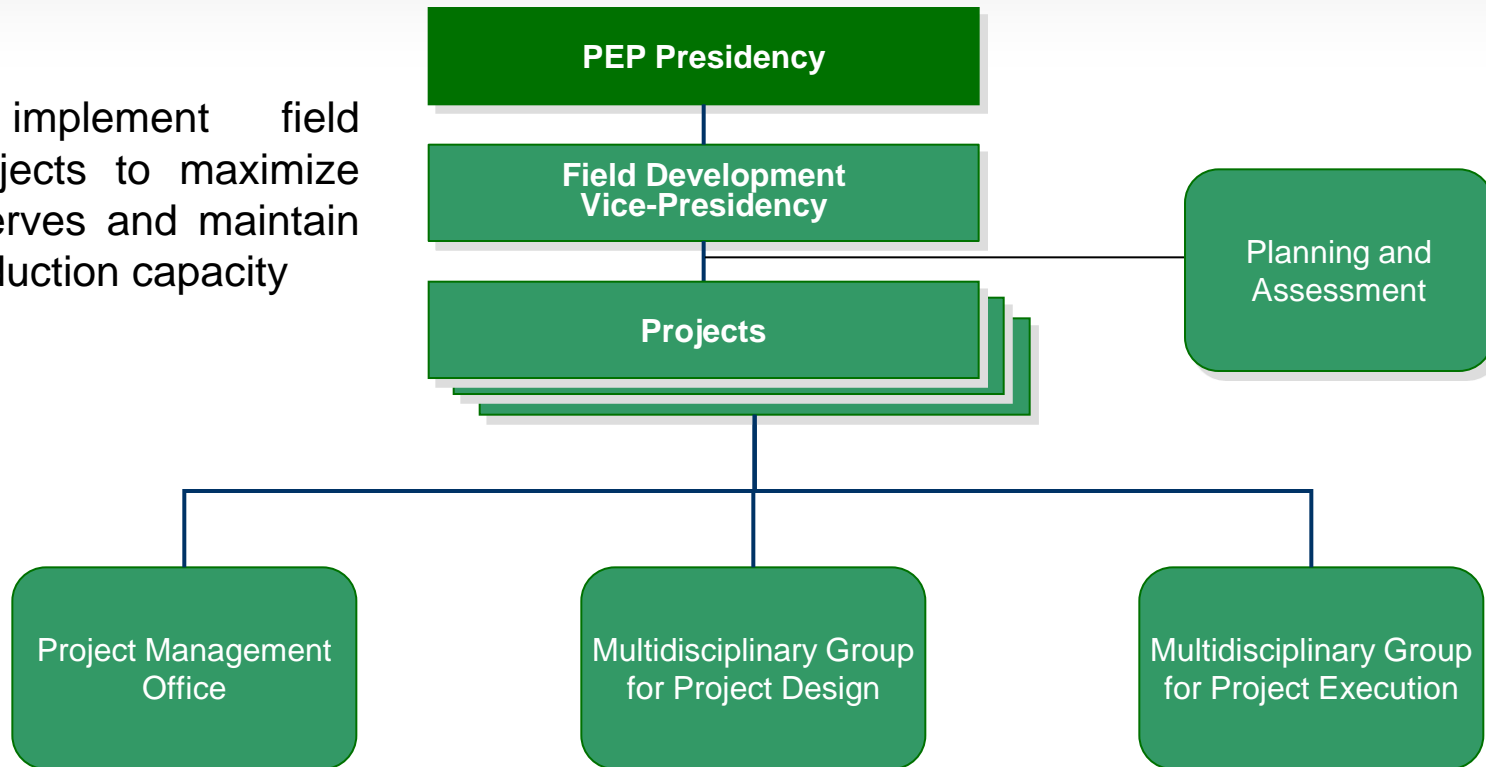 PEP Presidency
implement field
jects to maximize
erves and maintain
duction capacity
Field Development
Vice-Presidency
Planning and
Assessment
Projects
Project Management
Office
Multidisciplinary Group
for Project Design
Multidisciplinary Group
for Project Execution